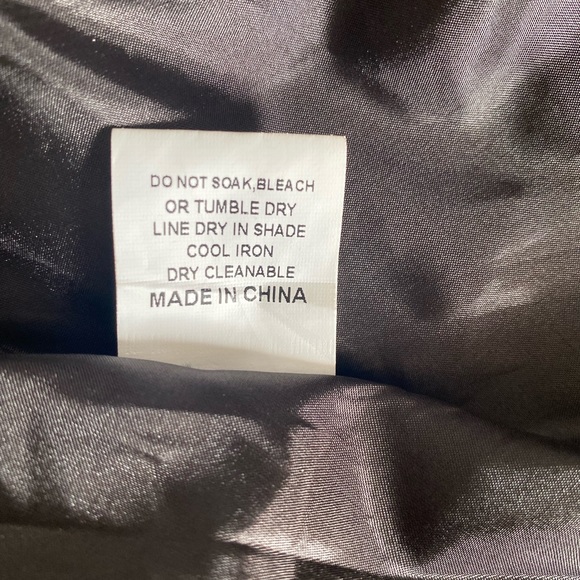 DO NOT SOAK,BLEACH
OR TUMBLE DRY
LINE DRY IN SHADE
COOL IRON
DRY CLEANABLE
MADE IN CHINA